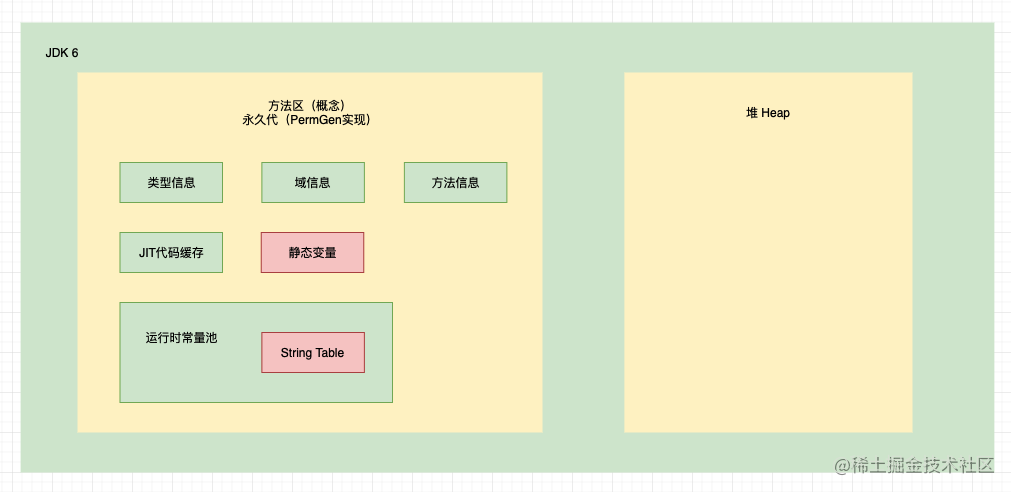 JDK 6
方法区（概念）
永久代（PermGen实现）
堆 Heap
类型信息
域信息
方法信息
JIT代码缓存
静态变量
运行时常量池
String Table
@稀土掘金技术社区